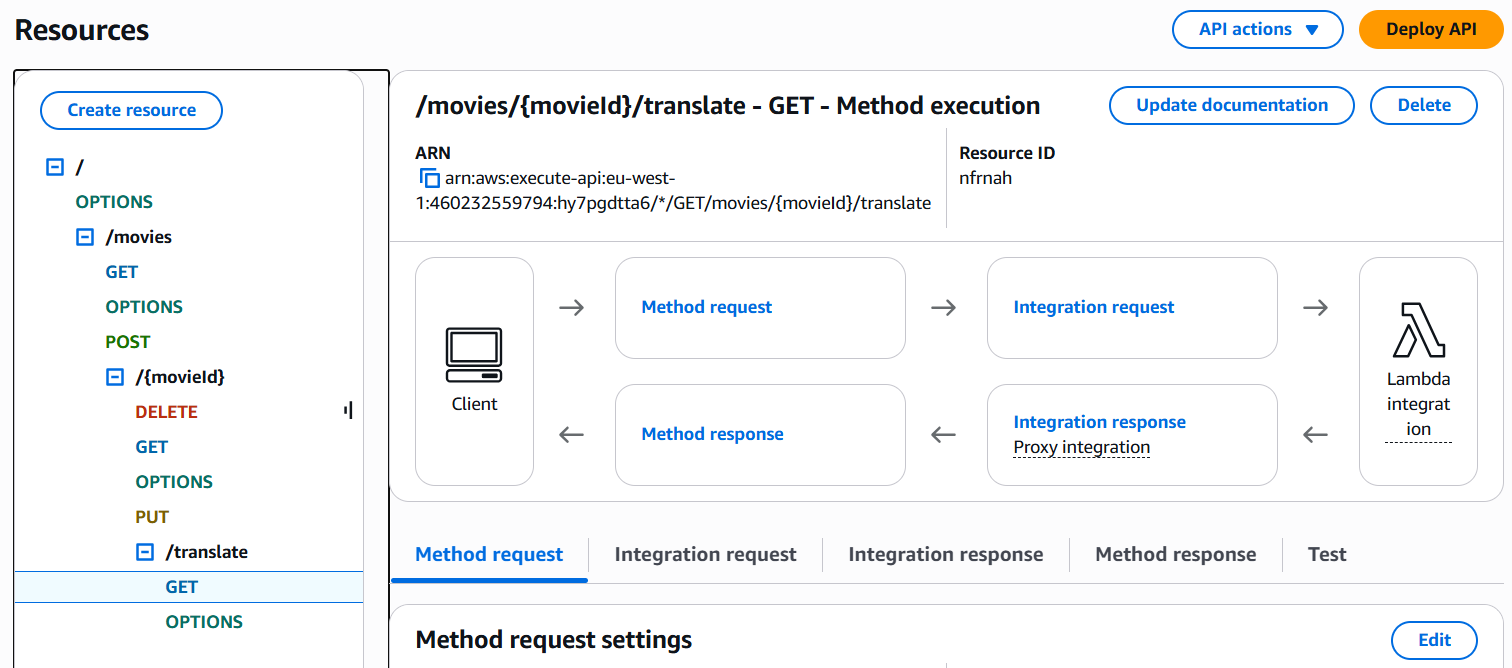 Resources
API actions
Deploy API
Create resource
/
OPTIONS
/movies
GET
OPTIONS
POST
/{movieId}
DELETE
GET
OPTIONS
PUT
/translate
GET
OPTIONS
/movies/{movieId}/translate - GET - Method execution
Update documentation
Delete
ARN
arn:aws:execute-api:eu-west-
1:460232559794:hy7pgdtta6/*/GET/movies/{movieId}/translate
Resource ID
nfrnah
Client
Method request
Integration request
Lambda
integrat
ion
Method response
Integration response
Proxy integration
Method request
Integration request
Integration response
Method response
Test
Method request settings
Edit